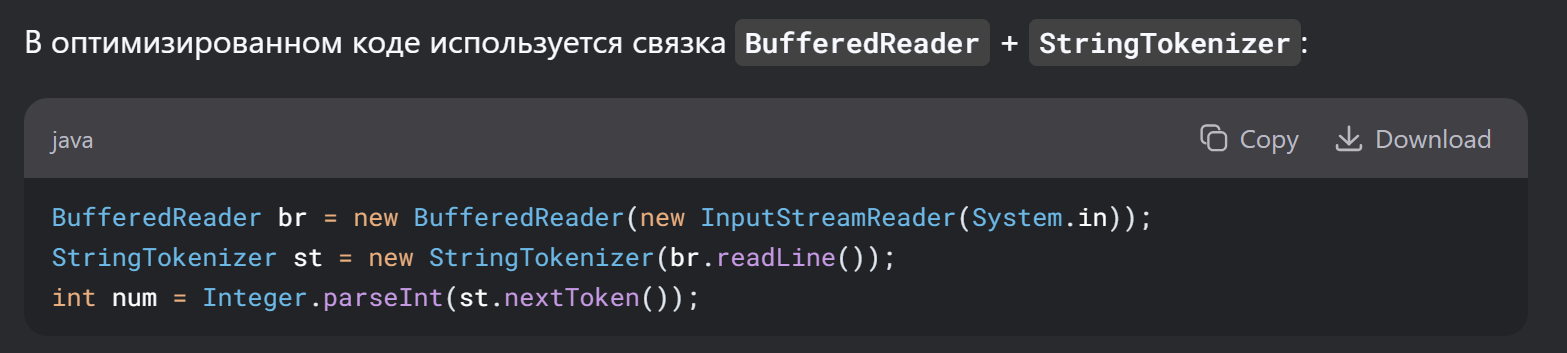 В оптимизированном коде используется связка BufferedReader + StringTokenizer:
java
Copy
Download
BufferedReader br = new BufferedReader(new InputStreamReader(System.in));
StringTokenizer st = new StringTokenizer(br.readLine());
int num = Integer.parseInt(st.nextToken());